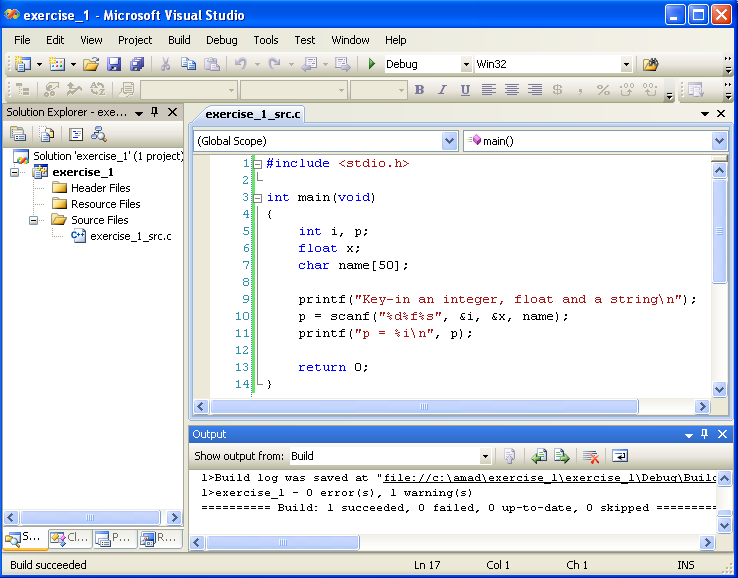 exercise_1 - Microsoft Visual Studio
File Edit View Project Build Debug Tools Test Window Help
Debug Win32
Solution Explorer - exe...
Solution 'exercise_1' (1 project)
exercise_1
Header Files
Resource Files
Source Files
exercise_1_src.c
S... Cl... P... R...
exercise_1_src.c
(Global Scope) main()
1 #include <stdio.h>
2
3 int main(void)
4 {
5 int i, p;
6 float x;
7 char name[50];
8
9 printf("Key-in an integer, float and a string\n");
10 p = scanf("%d%f%s", &i, &x, name);
11 printf("p = %i\n", p);
12
13 return 0;
14 }
Output
Show output from: Build
1>Build log was saved at "file://c:\amad\exercise_1\exercise_1\Debug\Build
1>exercise_1 - 0 error(s), 1 warning(s)
========== Build: 1 succeeded, 0 failed, 0 up-to-date, 0 skipped =========
Build succeeded Ln 17 Col 1 Ch 1 INS